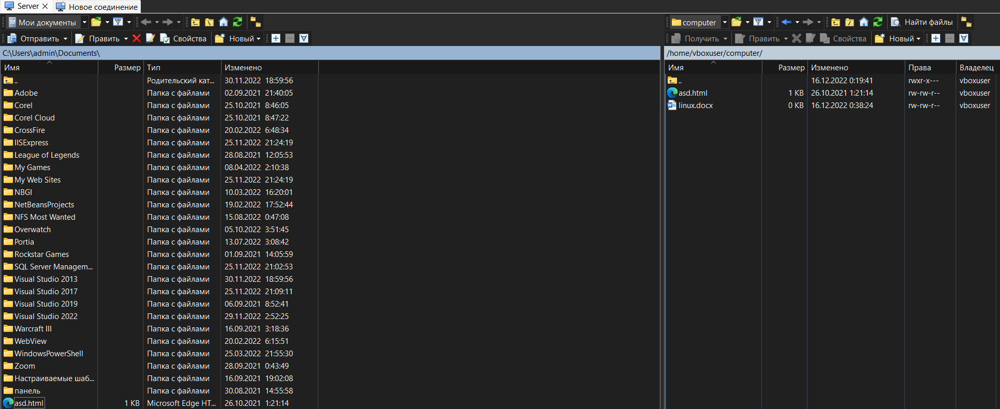 Server
Новое соединение
Мои документы
computer
Найти файлы
Отправить
Править
Свойства
Новый
Получить
Править
Свойства
Новый
C:\Users\admin\Documents\
/home/vboxuser/computer/
Имя Размер Тип Изменено
.. Родительский кат... 30.11.2022 18:59:56
Adobe Папка с файлами 02.09.2021 21:40:05
Corel Папка с файлами 25.10.2021 8:46:05
Corel Cloud Папка с файлами 25.10.2021 8:47:22
CrossFire Папка с файлами 20.02.2022 6:48:34
IISExpress Папка с файлами 25.11.2022 21:24:19
League of Legends Папка с файлами 28.08.2021 12:05:53
My Games Папка с файлами 08.04.2022 2:10:38
My Web Sites Папка с файлами 25.11.2022 21:24:19
NBGI Папка с файлами 10.03.2022 16:20:01
NetBeansProjects Папка с файлами 19.02.2022 17:52:44
NFS Most Wanted Папка с файлами 15.08.2022 0:47:08
Overwatch Папка с файлами 05.10.2022 3:51:45
Portia Папка с файлами 13.07.2022 3:08:42
Rockstar Games Папка с файлами 01.09.2021 14:05:59
SQL Server Managem... Папка с файлами 25.11.2022 21:02:53
Visual Studio 2013 Папка с файлами 30.11.2022 18:59:56
Visual Studio 2017 Папка с файлами 25.11.2022 21:09:11
Visual Studio 2019 Папка с файлами 06.09.2021 8:52:41
Visual Studio 2022 Папка с файлами 29.11.2022 2:52:25
Warcraft III Папка с файлами 16.09.2021 3:18:36
WebView Папка с файлами 20.02.2022 6:15:51
WindowsPowerShell Папка с файлами 25.03.2022 21:55:30
Zoom Папка с файлами 28.09.2021 0:43:49
Настраиваемые шаб... Папка с файлами 16.09.2021 19:02:08
панель Папка с файлами 30.08.2021 14:55:58
asd.html 1 KB Microsoft Edge HT... 26.10.2021 1:21:14
Имя Размер Изменено Права Владелец
.. 16.12.2022 0:19:41 rwxr-x--- vboxuser
asd.html 1 KB 26.10.2021 1:21:14 rw-rw-r-- vboxuser
linux.docx 0 KB 16.12.2022 0:38:24 rw-rw-r-- vboxuser